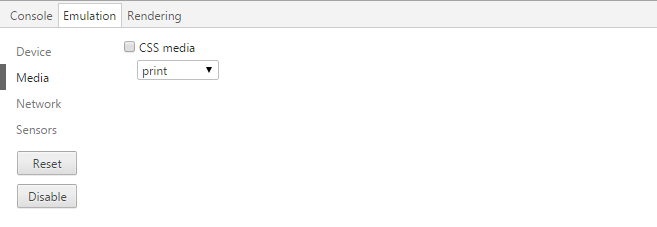 Console Emulation Rendering
Device
Media
Network
Sensors
Reset
Disable
CSS media
print